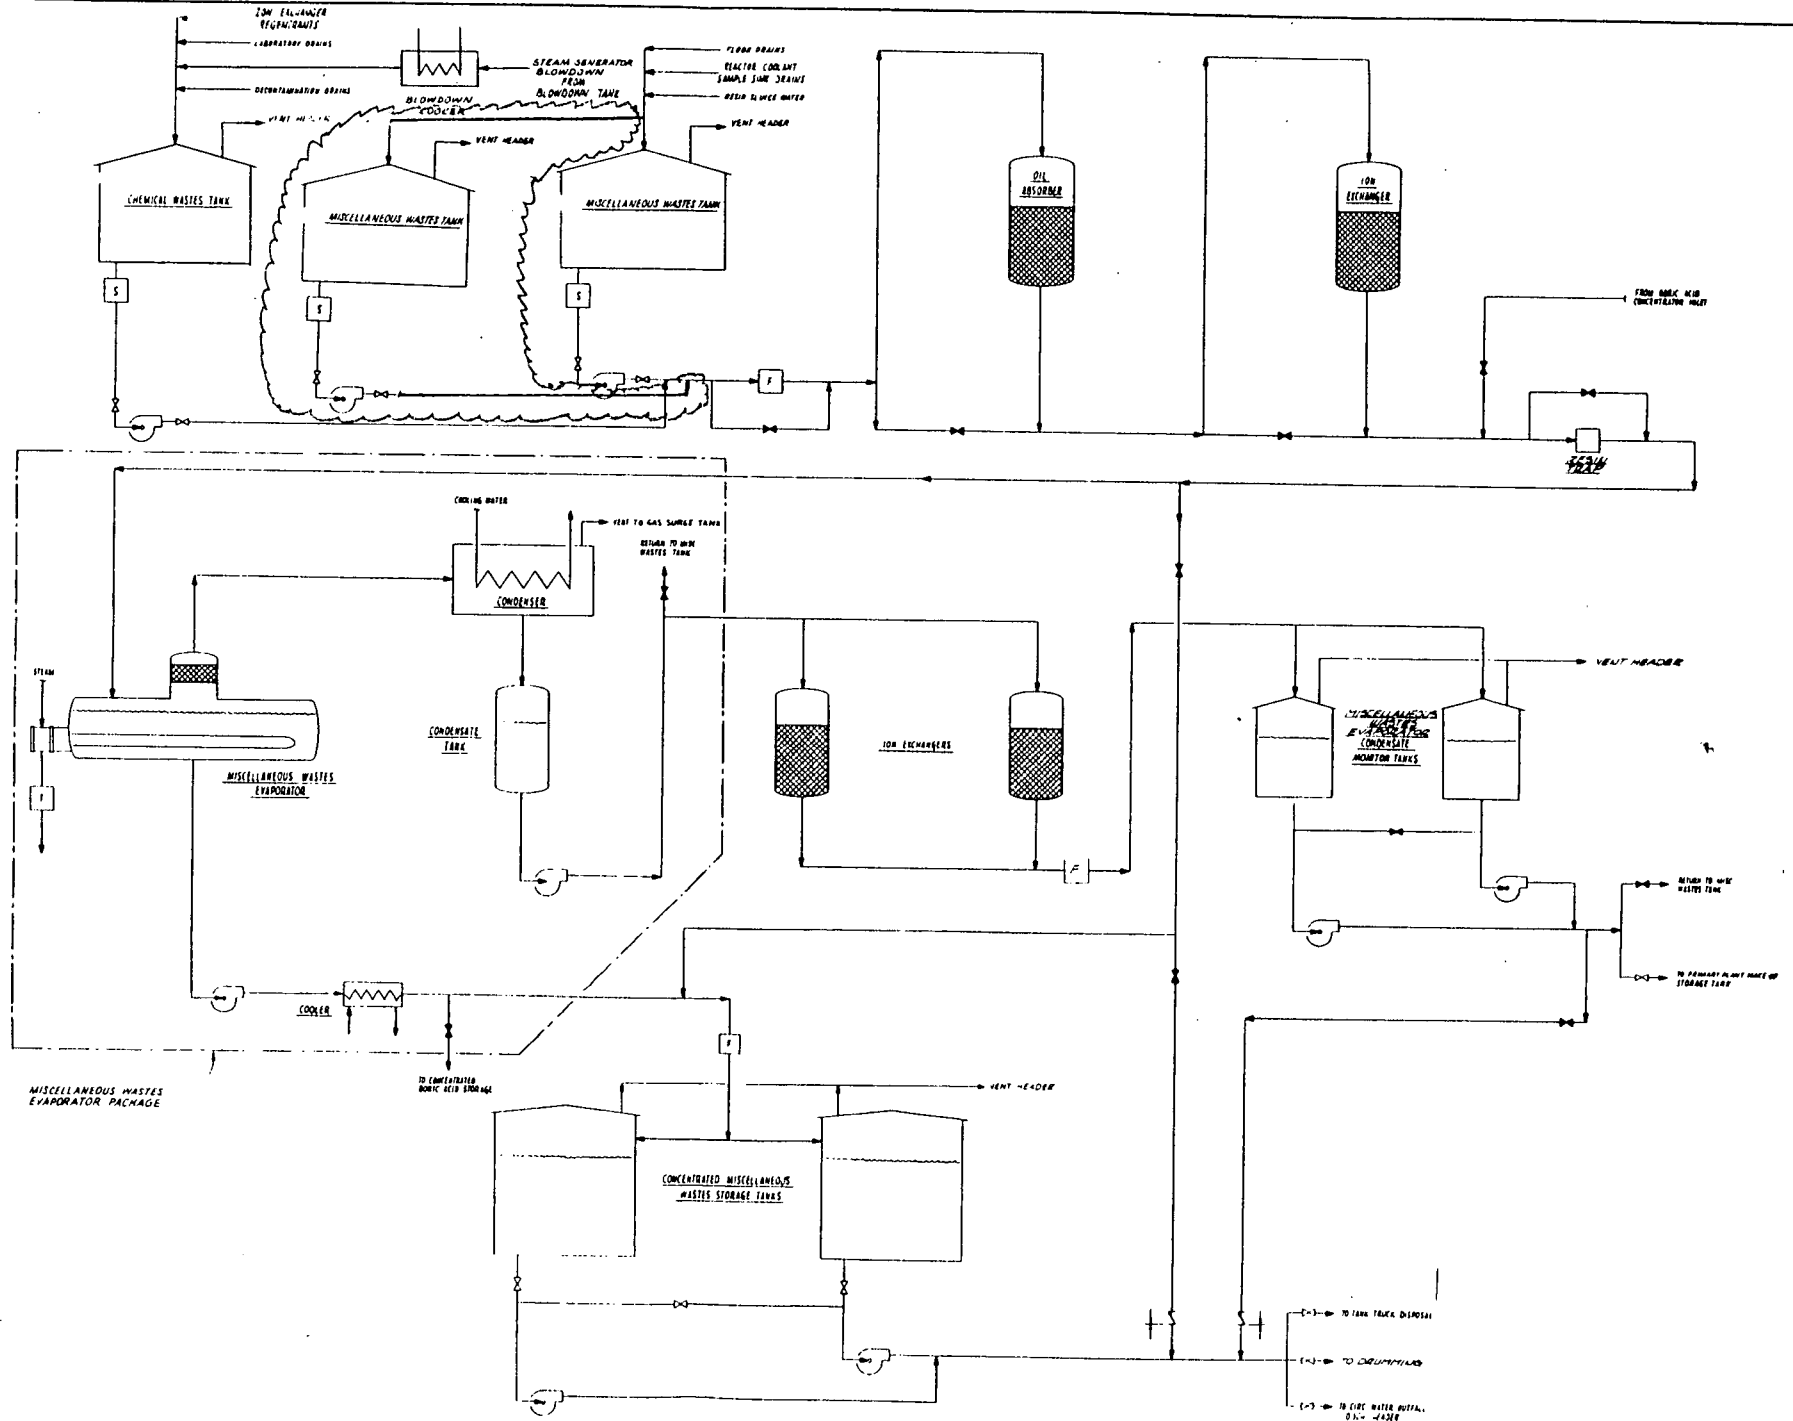 ION EXCHANGER
REGENERANTS
LABORATORY DRAINS
DECONTAMINATION DRAINS
STEAM GENERATOR
BLOWDOWN
FROM
BLOWDOWN TANK
BLOWDOWN
COOLER
FLOOR DRAINS
REACTOR COOLANT
SAMPLE SINK DRAINS
RESIN SLUICE WATER
VENT HEADER
VENT HEADER
VENT HEADER
CHEMICAL WASTES TANK
MISCELLANEOUS WASTES TANK
MISCELLANEOUS WASTES TANK
S
S
S
F
OIL
ABSORBER
ION
EXCHANGER
FROM BORIC ACID
CONCENTRATOR INLET
RESIN
TRAP
COOLING WATER
VENT TO GAS SURGE TANK
RETURN TO MISC
WASTES TANK
CONDENSER
STEAM
T
MISCELLANEOUS WASTES
EVAPORATOR
CONDENSATE
TANK
ION EXCHANGERS
F
VENT HEADER
MISCELLANEOUS
WASTES
EVAPORATOR
CONDENSATE
MONITOR TANKS
RETURN TO MISC
WASTES TANK
TO PRIMARY PLANT MAKE-UP
STORAGE TANK
COOLER
TO CONCENTRATED
BORIC ACID STORAGE
MISCELLANEOUS WASTES
EVAPORATOR PACKAGE
S
VENT HEADER
CONCENTRATED MISCELLANEOUS
WASTES STORAGE TANKS
TO TANK TRUCK DISPOSAL
TO DRUMMING
TO CIRC WATER OUTFALL
HEADER